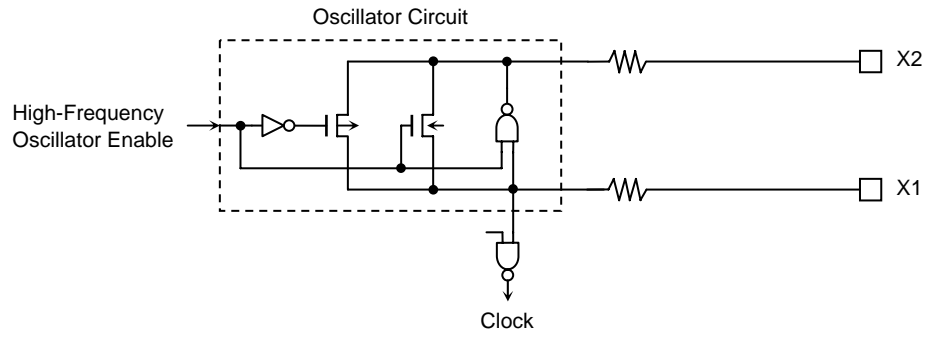 Oscillator Circuit
X2
High-Frequency
Oscillator Enable
X1
Clock